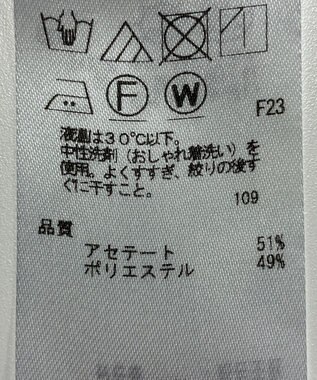 F W F23
液温は30℃以下。
中性洗剤（おしゃれ着洗い）を
使用。よくすすぎ、絞りの後す
ぐに干すこと。
109
品質
アセテート 51%
ポリエステル 49%